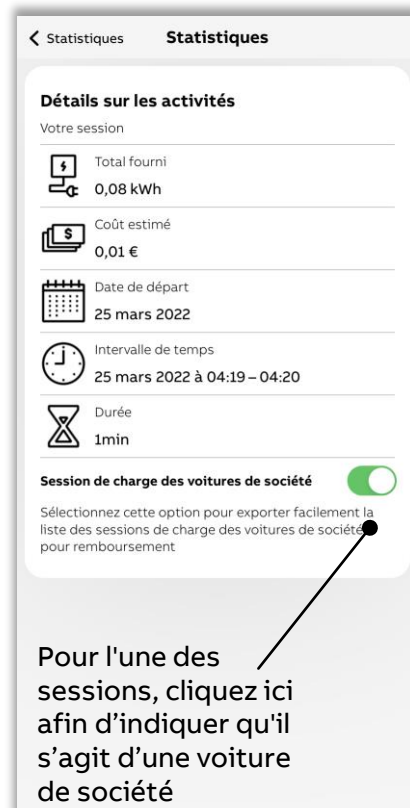 Statistiques Statistiques
Détails sur les activités
Votre session
Total fourni
0,08 kWh
$
Coût estimé
0,01 €
Date de départ
25 mars 2022
Intervalle de temps
25 mars 2022 à 04:19 – 04:20
Durée
1min
Session de charge des voitures de société
Sélectionnez cette option pour exporter facilement la
liste des sessions de charge des voitures de société
pour remboursement
Pour l'une des
sessions, cliquez ici
afin d’indiquer qu'il
s’agit d’une voiture
de société